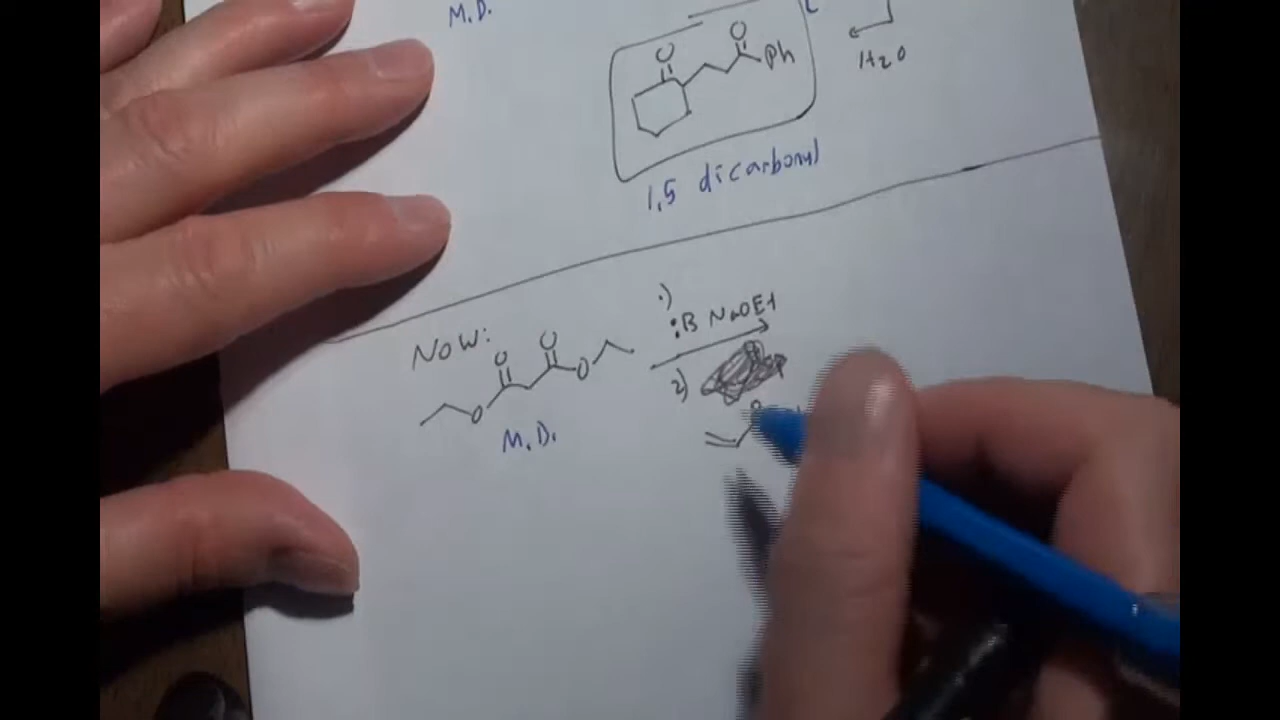 M.D.
O
O
Ph
H2O
1,5 dicarbonyl
1)
:B NaOEt
NOW:
O
O
O
O
2)
M.D.